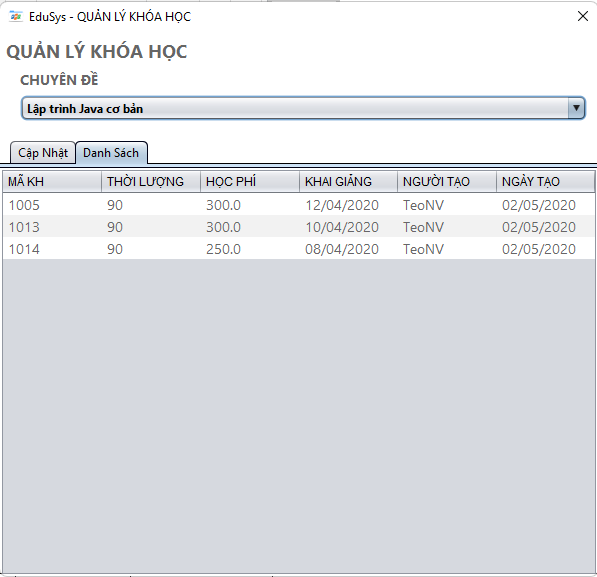 EduSys - QUẢN LÝ KHÓA HỌC
QUẢN LÝ KHÓA HỌC
CHUYÊN ĐỀ
Lập trình Java cơ bản
Cập Nhật Danh Sách
MÃ KH THỜI LƯỢNG HỌC PHÍ KHAI GIẢNG NGƯỜI TẠO NGÀY TẠO
1005 90 300.0 12/04/2020 TeoNV 02/05/2020
1013 90 300.0 10/04/2020 TeoNV 02/05/2020
1014 90 250.0 08/04/2020 TeoNV 02/05/2020